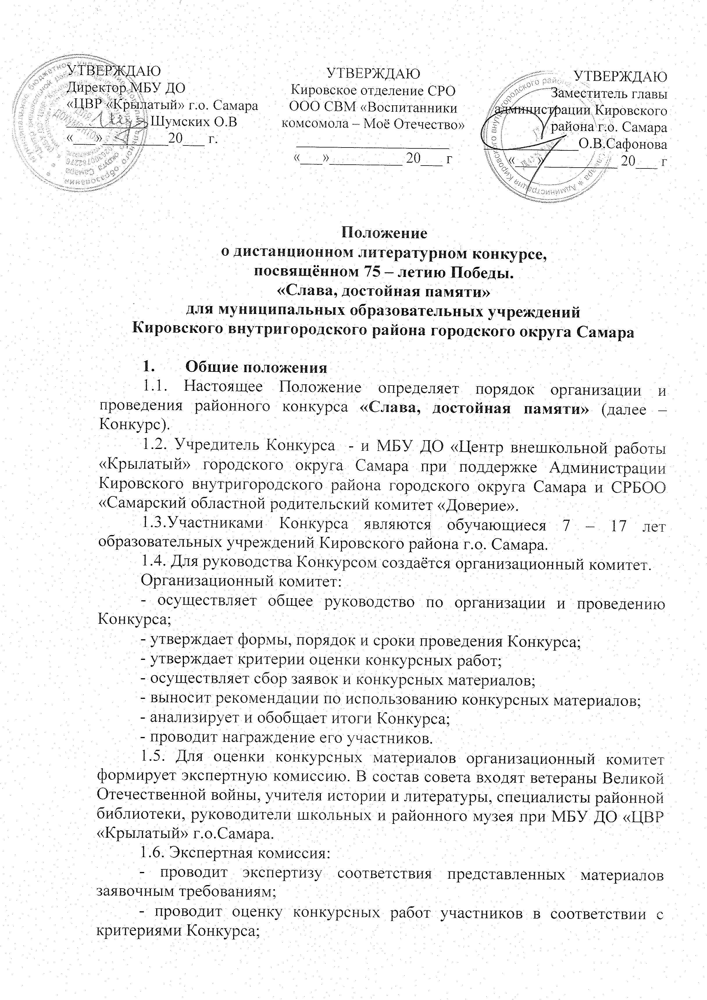 УТВЕРЖДАЮ
Директор МБУ ДО
«ЦВР «Крылатый» г.о. Самара
Шумских О.В
«___»________20___ г.
УТВЕРЖДАЮ
Кировское отделение СРО
ООО СВМ «Воспитанники
комсомола – Моё Отечество»
«___»__________20___ г
УТВЕРЖДАЮ
Заместитель главы
администрации Кировского
района г.о. Самара
О.В.Сафонова
«___»__________20___ г
Положение
о дистанционном литературном конкурсе,
посвящённом 75 – летию Победы.
«Слава, достойная памяти»
для муниципальных образовательных учреждений
Кировского внутригородского района городского округа Самара
1. Общие положения
1.1. Настоящее Положение определяет порядок организации и
проведения районного конкурса «Слава, достойная памяти» (далее –
Конкурс).
1.2. Учредитель Конкурса - и МБУ ДО «Центр внешкольной работы
«Крылатый» городского округа Самара при поддержке Администрации
Кировского внутригородского района городского округа Самара и СРБОО
«Самарский областной родительский комитет «Доверие».
1.3.Участниками Конкурса являются обучающиеся 7 – 17 лет
образовательных учреждений Кировского района г.о. Самара.
1.4. Для руководства Конкурсом создаётся организационный комитет.
Организационный комитет:
- осуществляет общее руководство по организации и проведению
Конкурса;
- утверждает формы, порядок и сроки проведения Конкурса;
- утверждает критерии оценки конкурсных работ;
- осуществляет сбор заявок и конкурсных материалов;
- выносит рекомендации по использованию конкурсных материалов;
- анализирует и обобщает итоги Конкурса;
- проводит награждение его участников.
1.5. Для оценки конкурсных материалов организационный комитет
формирует экспертную комиссию. В состав совета входят ветераны Великой
Отечественной войны, учителя истории и литературы, специалисты районной
библиотеки, руководители школьных и районного музея при МБУ ДО «ЦВР
«Крылатый» г.о.Самара.
1.6. Экспертная комиссия:
- проводит экспертизу соответствия представленных материалов
заявочным требованиям;
- проводит оценку конкурсных работ участников в соответствии с
критериями Конкурса;